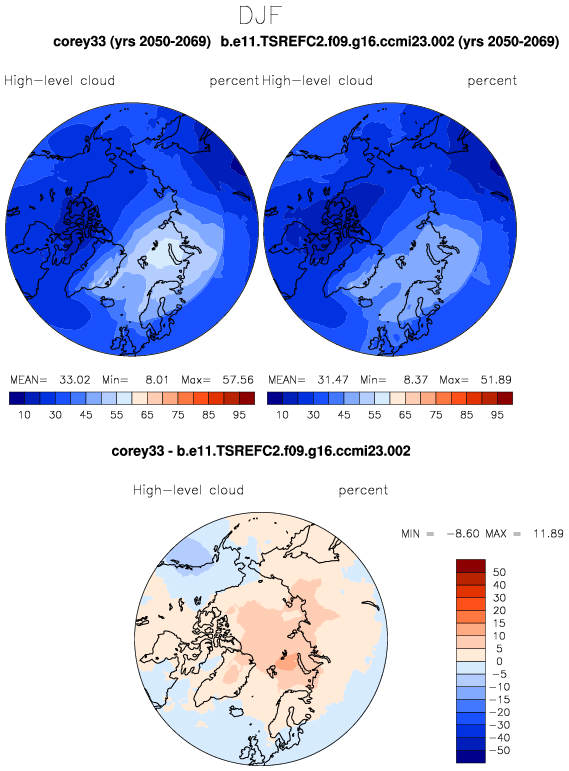 DJF
corey33 (yrs 2050-2069) b.e11.TSREFC2.f09.g16.ccmi23.002 (yrs 2050-2069)
High-level cloud percent High-level cloud percent
MEAN= 33.02 Min= 8.01 Max= 57.56 MEAN= 31.47 Min= 8.37 Max= 51.89
10 30 45 55 65 75 85 95 10 30 45 55 65 75 85 95
corey33 - b.e11.TSREFC2.f09.g16.ccmi23.002
High-level cloud percent
MIN = -8.60 MAX = 11.89
50
40
30
20
15
10
5
0
-5
-10
-15
-20
-30
-40
-50